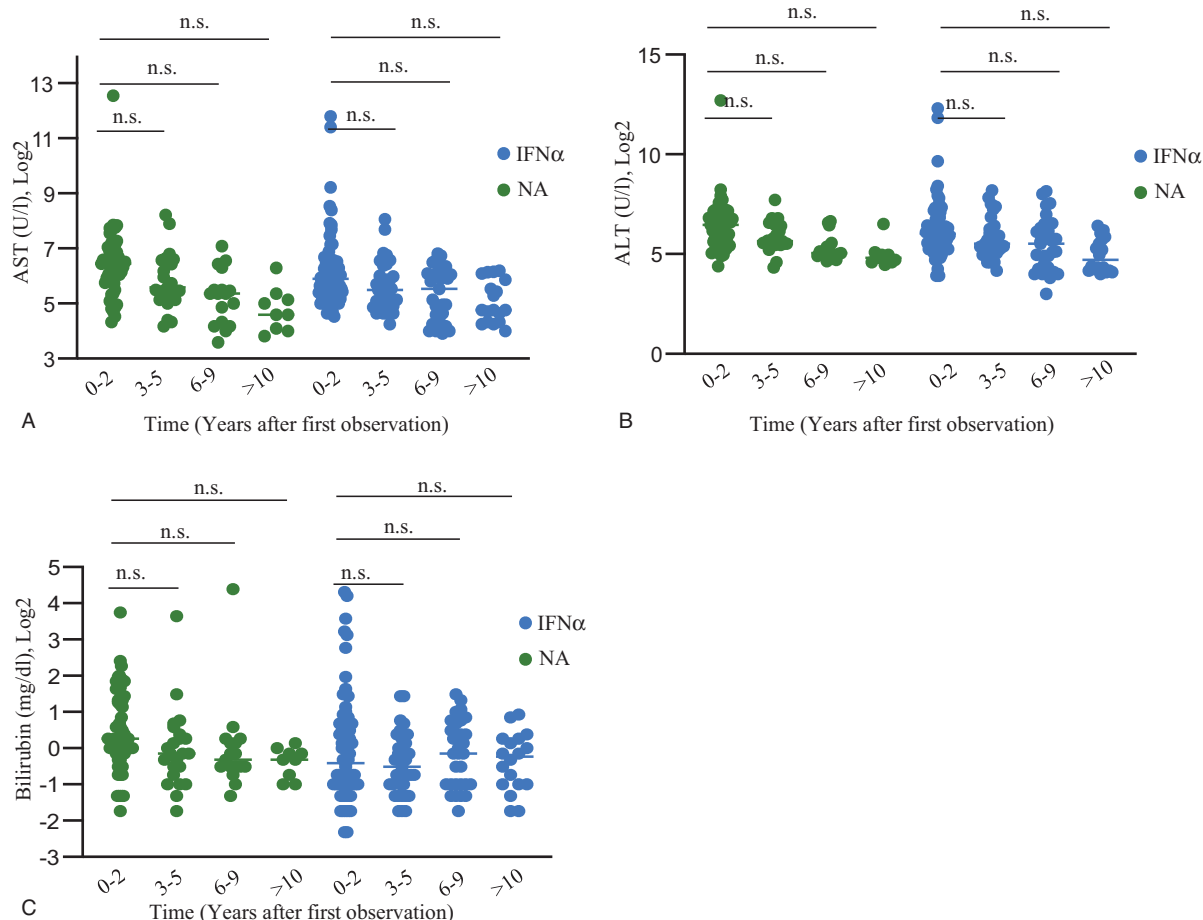 A
n.s.
n.s.
n.s.
n.s.
n.s.
n.s.
13
11
9
7
5
3
AST (U/l), Log2
IFNα
NA
0-2
3-5
6-9
>10
0-2
3-5
6-9
>10
Time (Years after first observation)
A
B
n.s.
n.s.
n.s.
n.s.
n.s.
n.s.
15
10
5
0
ALT (U/l), Log2
IFNα
NA
0-2
3-5
6-9
>10
0-2
3-5
6-9
>10
Time (Years after first observation)
B
C
n.s.
n.s.
n.s.
n.s.
n.s.
n.s.
5
4
3
2
1
0
-1
-2
-3
Bilirubin (mg/dl), Log2
IFNα
NA
0-2
3-5
6-9
>10
0-2
3-5
6-9
>10
Time (Years after first observation)
C